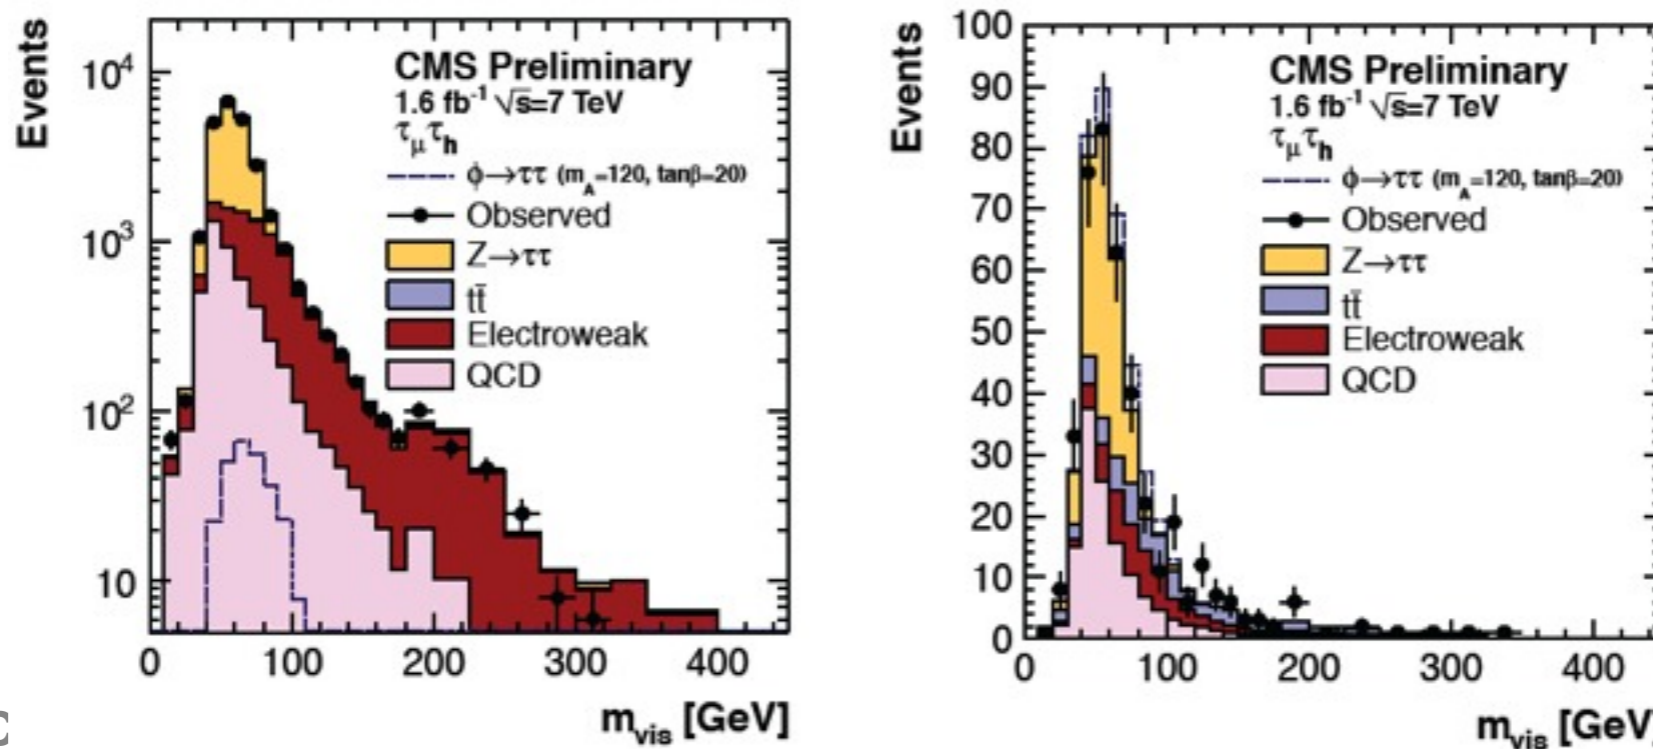 Events
10⁴
10³
10²
10
CMS Preliminary
1.6 fb⁻¹ √s=7 TeV
τμτh
ϕ→ττ (mA=120, tanβ=20)
Observed
Z→ττ
tt̄
Electroweak
QCD
0 100 200 300 400
mvis [GeV]
Events
100
90
80
70
60
50
40
30
20
10
0
CMS Preliminary
1.6 fb⁻¹ √s=7 TeV
τμτh
ϕ→ττ (mA=120, tanβ=20)
Observed
Z→ττ
tt̄
Electroweak
QCD
0 100 200 300 400
mvis [GeV